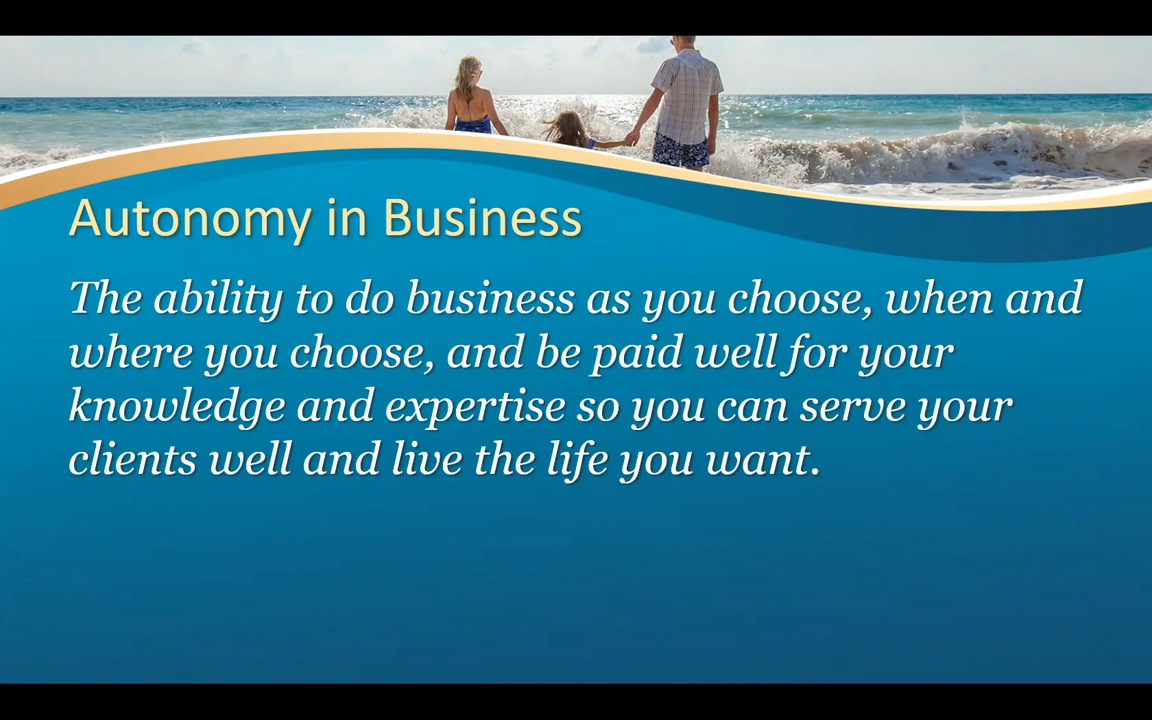 Autonomy in Business
The ability to do business as you choose, when and
where you choose, and be paid well for your
knowledge and expertise so you can serve your
clients well and live the life you want.